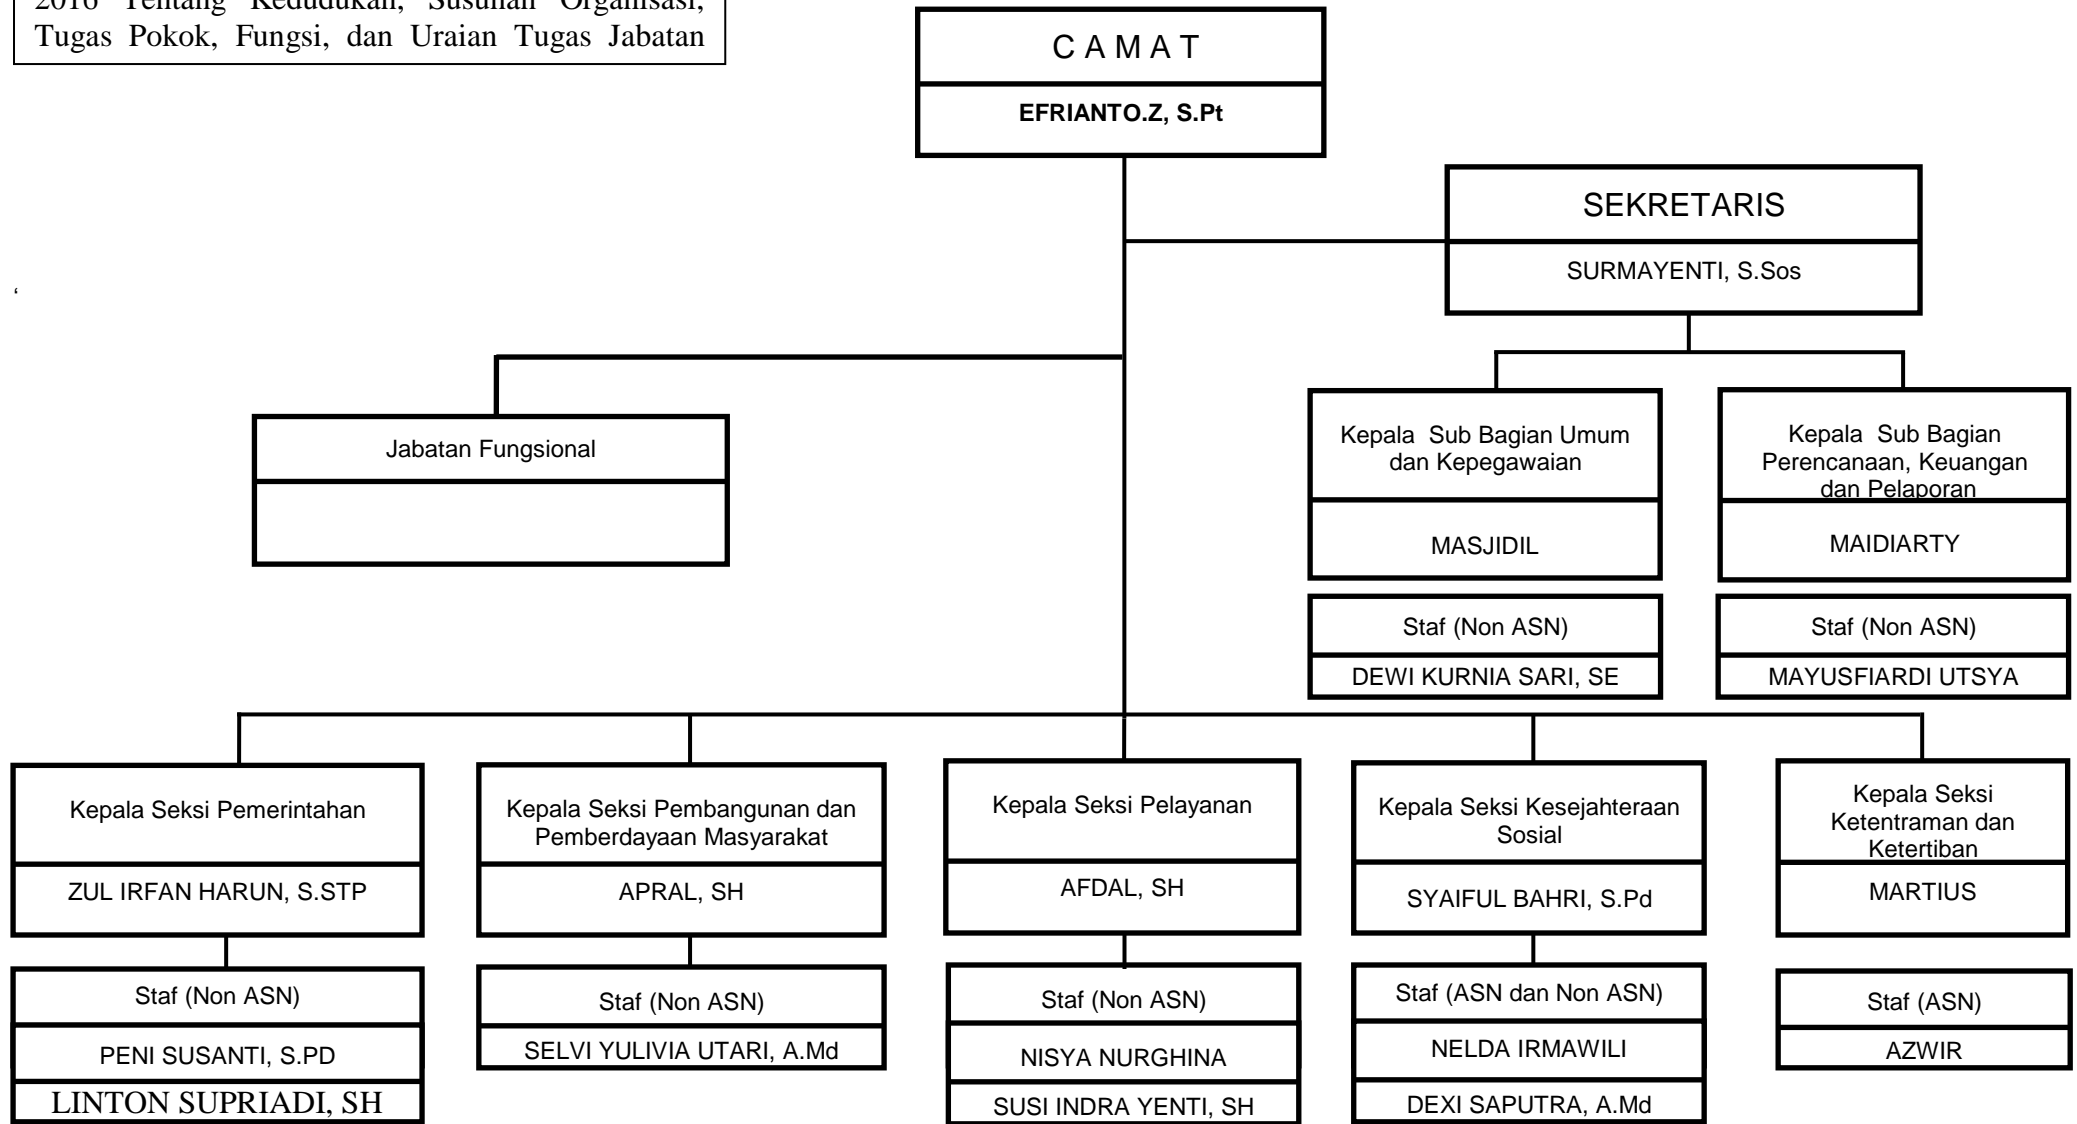 2016 Tentang Kedudukan, Susunan Organisasi,
Tugas Pokok, Fungsi, dan Uraian Tugas Jabatan
C A M A T
EFRIANTO.Z, S.Pt
SEKRETARIS
SURMAYENTI, S.Sos
‘
Jabatan Fungsional
Kepala Sub Bagian Umum
dan Kepegawaian
MASJIDIL
Staf (Non ASN)
DEWI KURNIA SARI, SE
Kepala Sub Bagian
Perencanaan, Keuangan
dan Pelaporan
MAIDIARTY
Staf (Non ASN)
MAYUSFIARDI UTSYA
Kepala Seksi Pemerintahan
ZUL IRFAN HARUN, S.STP
Staf (Non ASN)
PENI SUSANTI, S.PD
LINTON SUPRIADI, SH
Kepala Seksi Pembangunan dan
Pemberdayaan Masyarakat
APRAL, SH
Staf (Non ASN)
SELVI YULIVIA UTARI, A.Md
Kepala Seksi Pelayanan
AFDAL, SH
Staf (Non ASN)
NISYA NURGHINA
SUSI INDRA YENTI, SH
Kepala Seksi Kesejahteraan
Sosial
SYAIFUL BAHRI, S.Pd
Staf (ASN dan Non ASN)
NELDA IRMAWILI
DEXI SAPUTRA, A.Md
Kepala Seksi
Ketentraman dan
Ketertiban
MARTIUS
Staf (ASN)
AZWIR